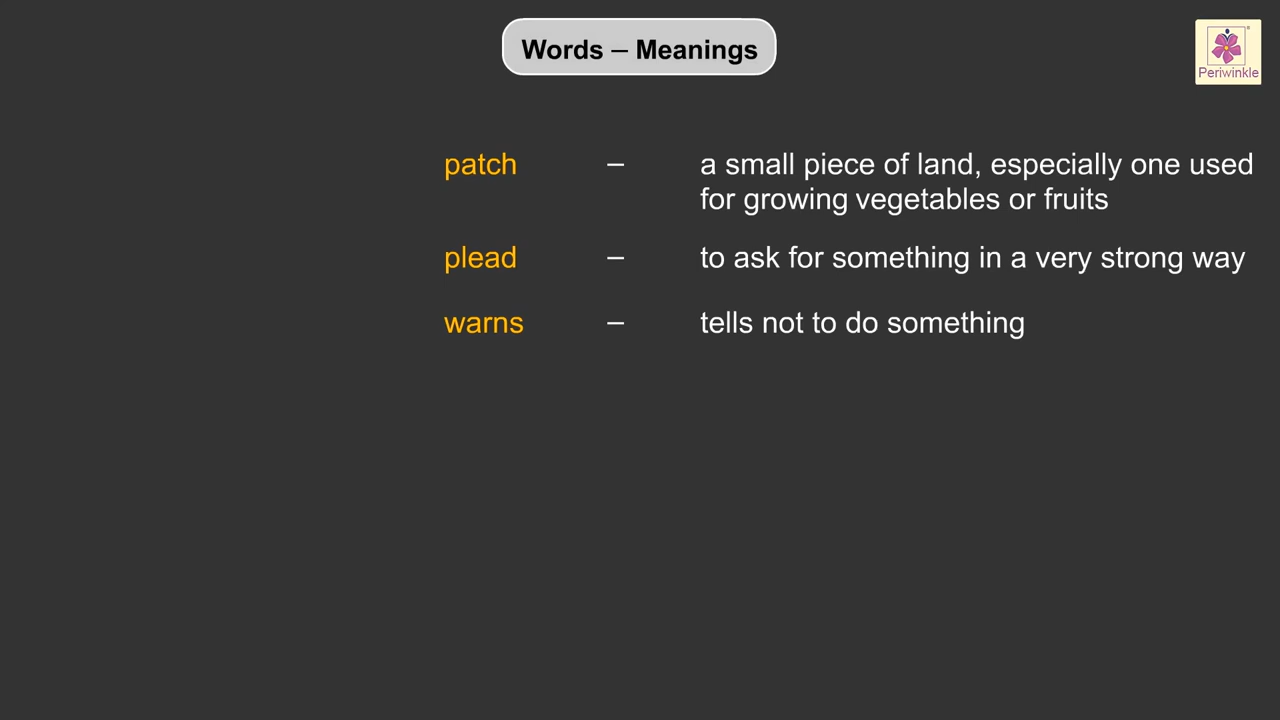 Words – Meanings
Periwinkle
patch – a small piece of land, especially one used
for growing vegetables or fruits
plead – to ask for something in a very strong way
warns – tells not to do something